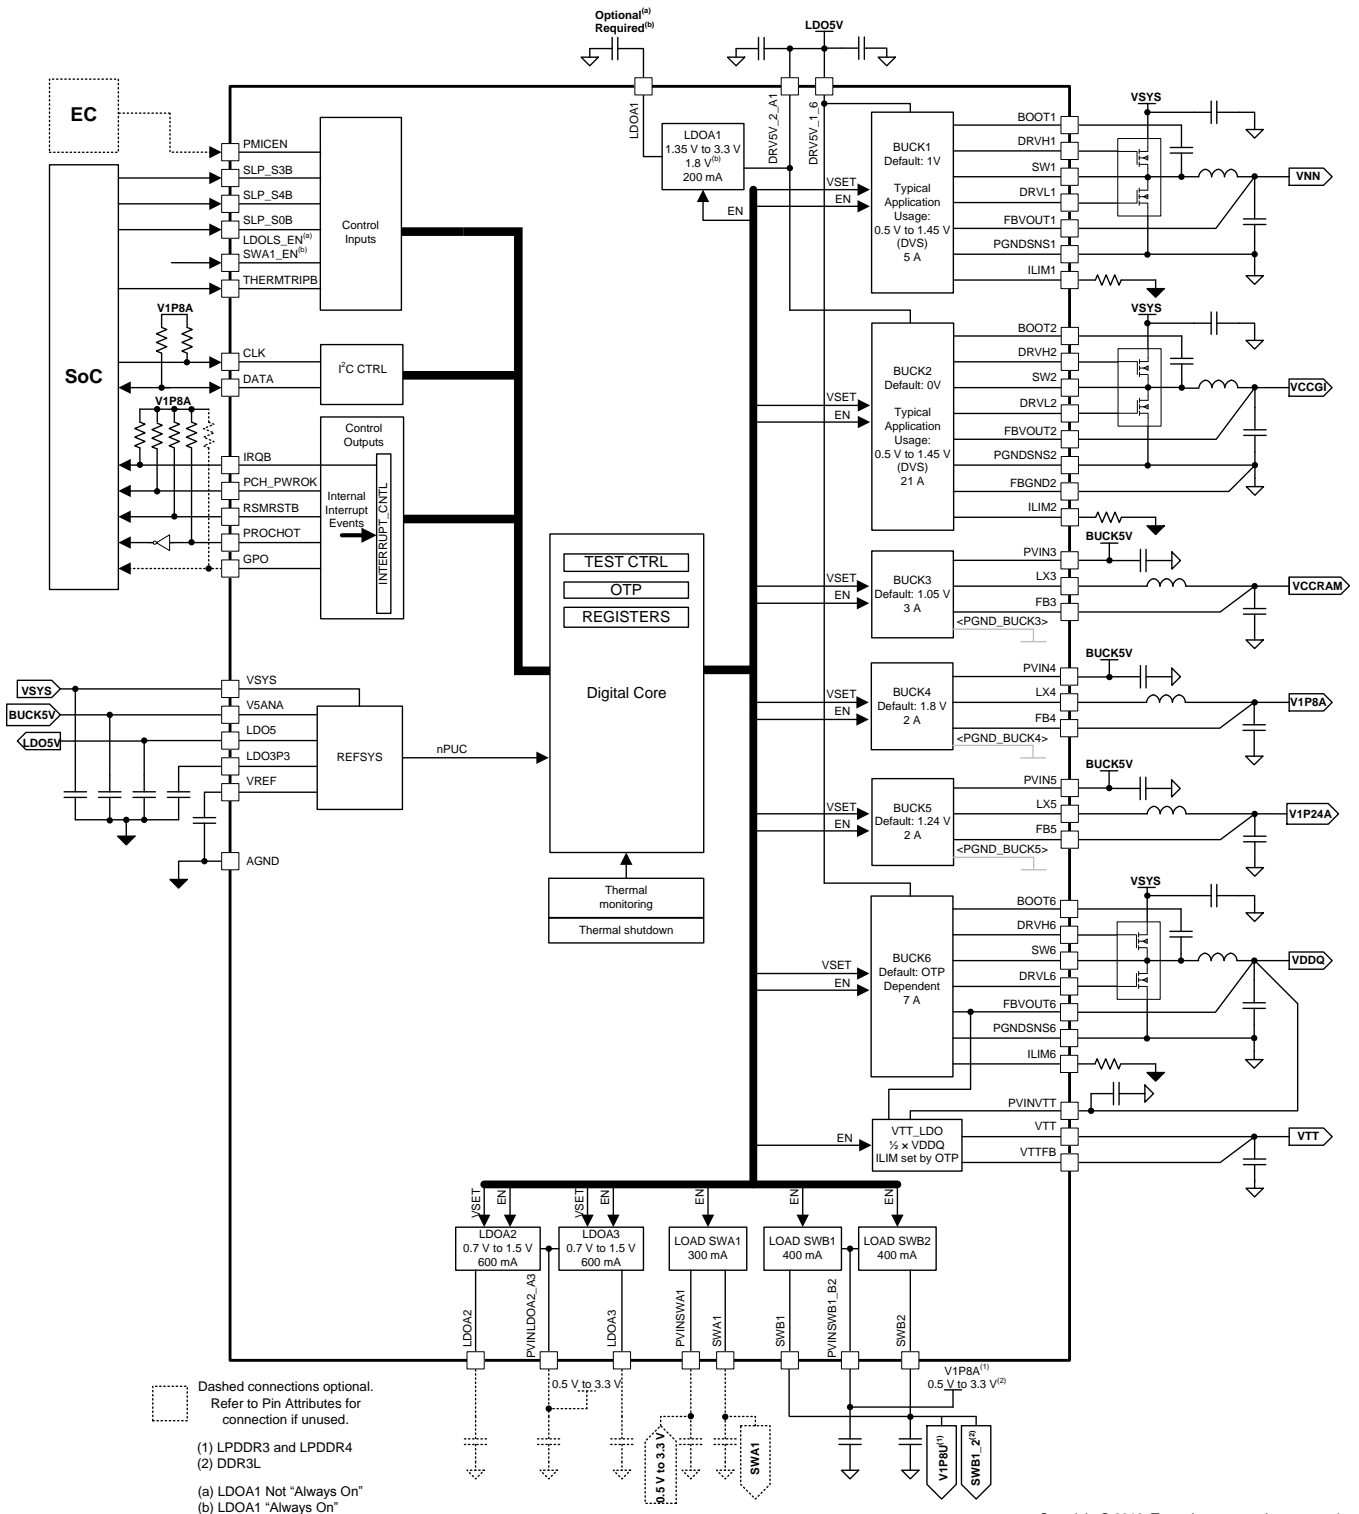 Optional(a)
Required(b)
LDO5V
EC
SoC
PMICEN
SLP_S3B
SLP_S4B
SLP_S0B
LDOLS_EN(a)
SWA1_EN(b)
THERMTRIPB
Control
Inputs
V1P8A
CLK
DATA
I2C CTRL
V1P8A
IRQB
PCH_PWROK
RSMRSTB
PROCHOT
GPO
Control
Outputs
Internal
Interrupt
Events
INTERRUPT_CNTL
VSYS
BUCK5V
LDO5V
VSYS
V5ANA
LDO5
LDO3P3
VREF
AGND
REFSYS
nPUC
TEST CTRL
OTP
REGISTERS
Digital Core
Thermal
monitoring
Thermal shutdown
LDOA1
LDOA1
1.35 V to 3.3 V
1.8 V(b)
200 mA
EN
DRV5V_2_A1
DRV5V_1_6
VSET
EN
BUCK1
Default: 1V
Typical
Application
Usage:
0.5 V to 1.45 V
(DVS)
5 A
BOOT1
DRVH1
SW1
DRVL1
FBVOUT1
PGNDSNS1
ILIM1
VSYS
VNN
VSET
EN
BUCK2
Default: 0V
Typical
Application
Usage:
0.5 V to 1.45 V
(DVS)
21 A
BOOT2
DRVH2
SW2
DRVL2
FBVOUT2
PGNDSNS2
FBGND2
ILIM2
VSYS
VCCGI
VSET
EN
BUCK3
Default: 1.05 V
3 A
PVIN3
LX3
FB3
<PGND_BUCK3>
BUCK5V
VCCRAM
VSET
EN
BUCK4
Default: 1.8 V
2 A
PVIN4
LX4
FB4
<PGND_BUCK4>
BUCK5V
V1P8A
VSET
EN
BUCK5
Default: 1.24 V
2 A
PVIN5
LX5
FB5
<PGND_BUCK5>
BUCK5V
V1P24A
VSET
EN
BUCK6
Default: OTP
Dependent
7 A
BOOT6
DRVH6
SW6
DRVL6
FBVOUT6
PGNDSNS6
ILIM6
VSYS
VDDQ
EN
VTT_LDO
½ × VDDQ
ILIM set by OTP
PVINVTT
VTT
VTTFB
VTT
VSET
EN
VSET
EN
EN
EN
EN
LDOA2
0.7 V to 1.5 V
600 mA
LDOA3
0.7 V to 1.5 V
600 mA
LOAD SWA1
300 mA
LOAD SWB1
400 mA
LOAD SWB2
400 mA
LDOA2
PVINLDOA2_A3
LDOA3
PVINSWA1
SWA1
SWB1
PVINSWB1_B2
SWB2
0.5 V to 3.3 V
V1P8A(1)
0.5 V to 3.3 V(2)
0.5 V to 3.3 V
SWA1
V1P8U(1)
SWB1_2(2)
Dashed connections optional.
Refer to Pin Attributes for
connection if unused.
(1) LPDDR3 and LPDDR4
(2) DDR3L
(a) LDOA1 Not “Always On”
(b) LDOA1 “Always On”